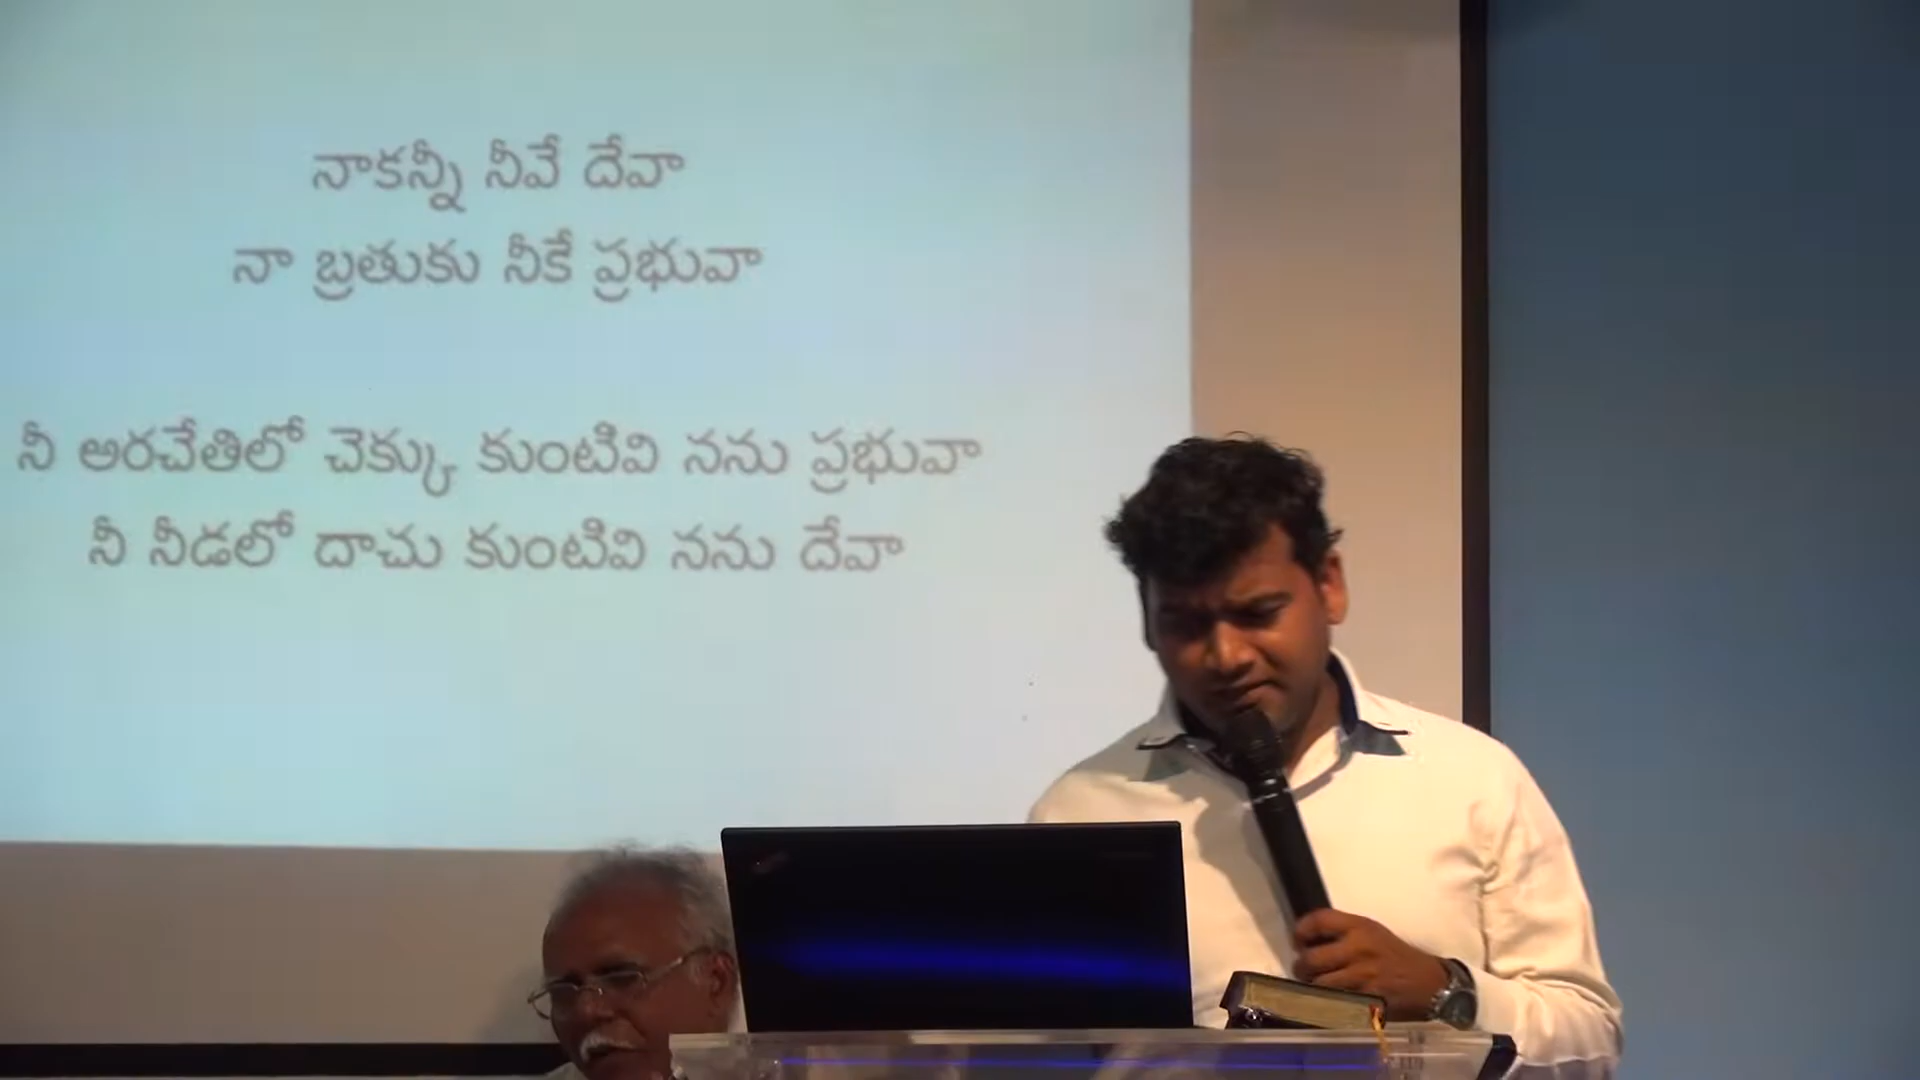 నాకన్నీ నీవే దేవా
నా బ్రతుకు నీకే ప్రభువా
నీ అరచేతిలో చెక్కు కుంటివి నను ప్రభువా
నీ నీడలో దాచు కుంటివి నను దేవా